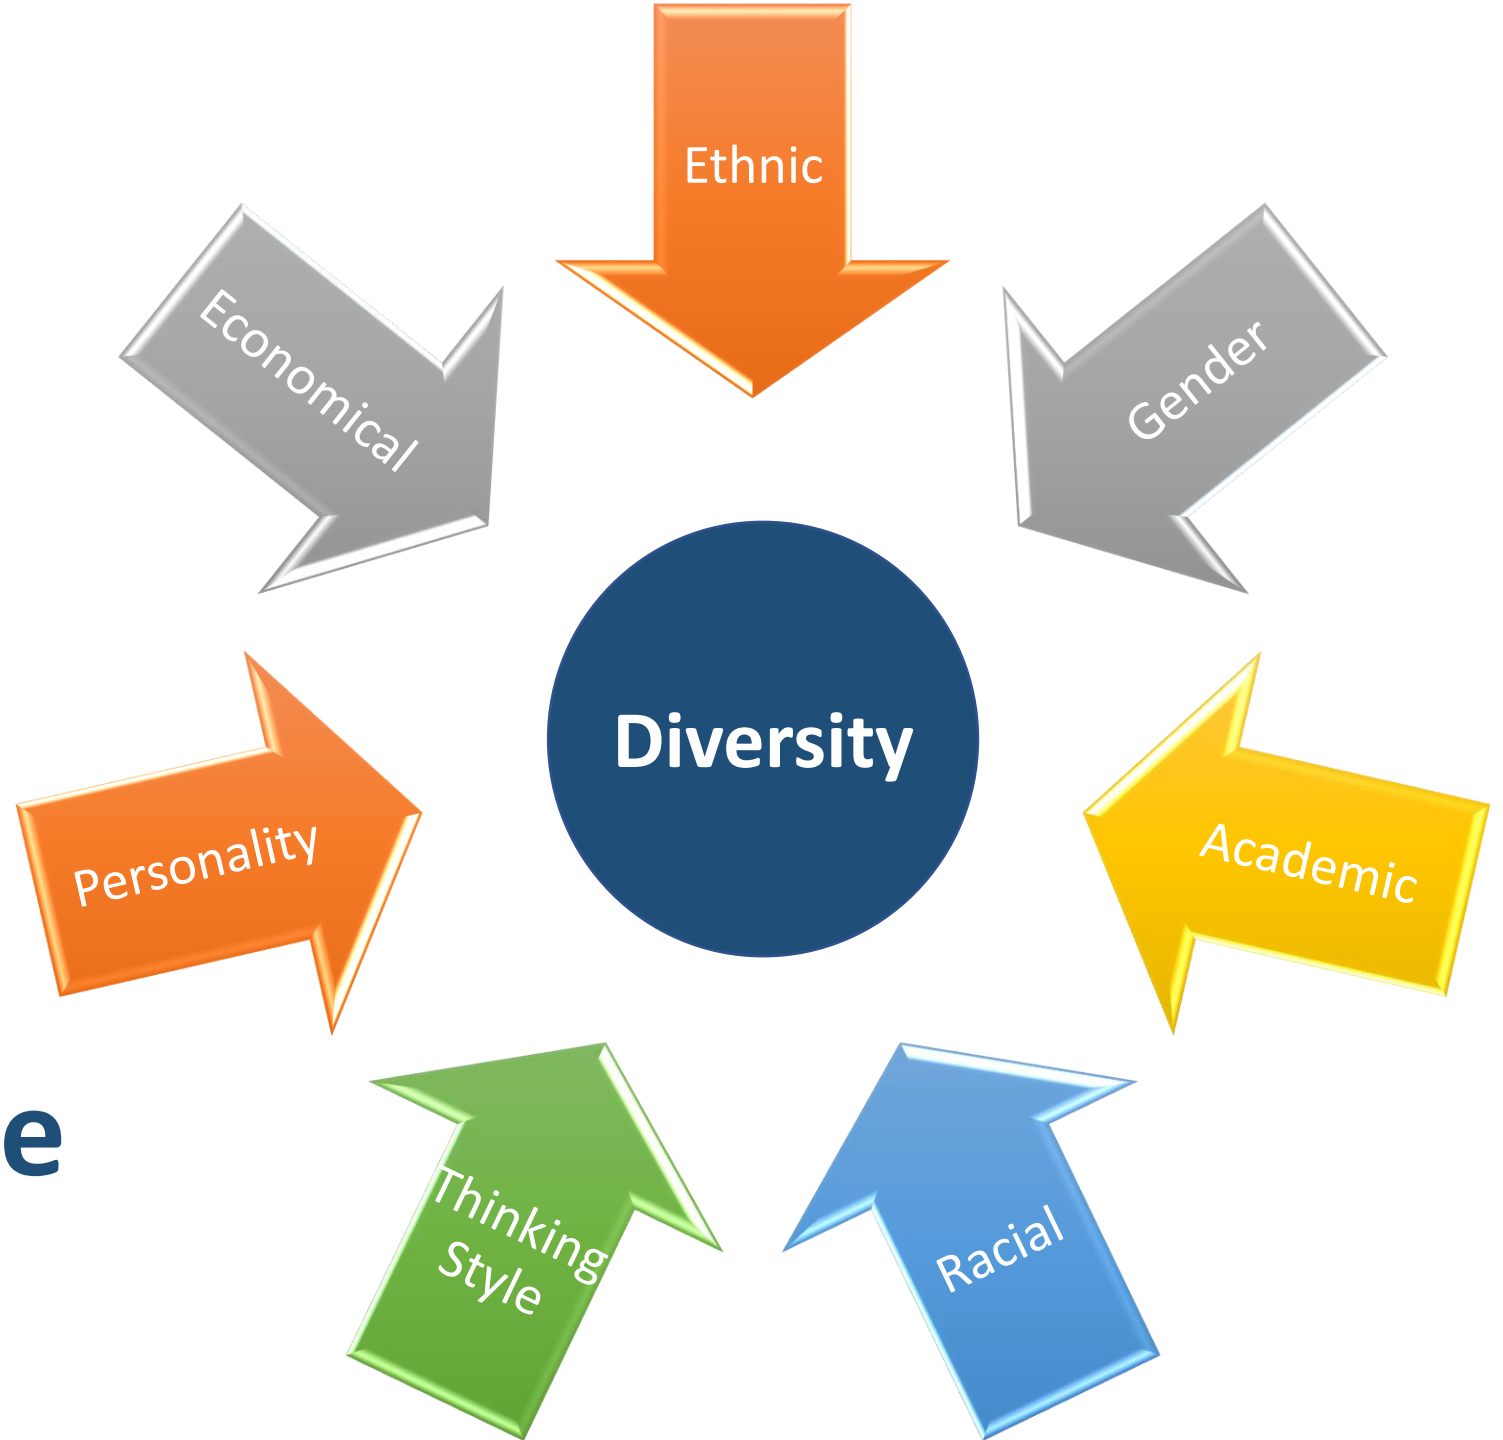 Ethnic
Gender
Academic
Racial
Thinking
Style
Personality
Economical
Diversity
e